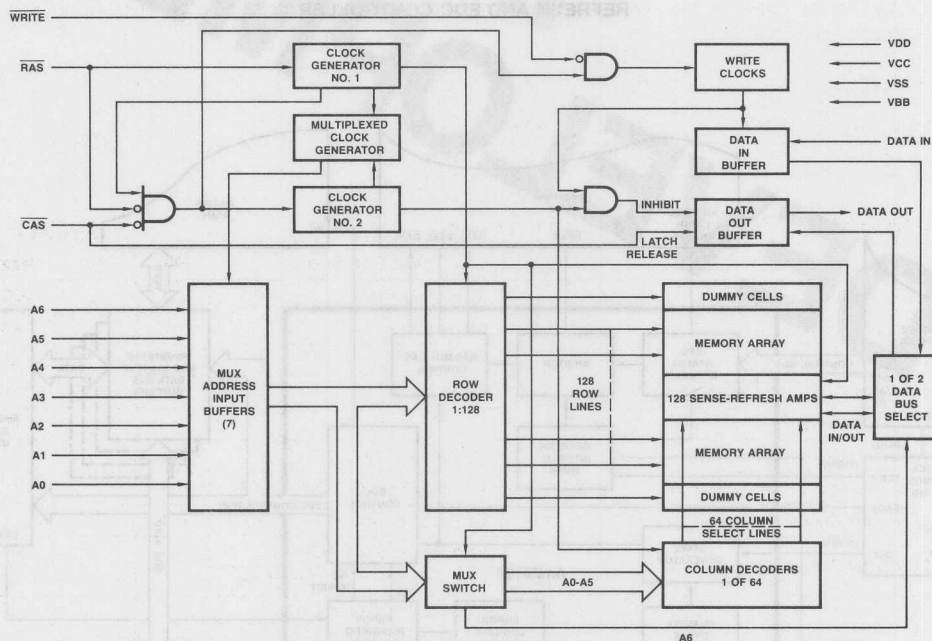 WRITE
RAS
CAS
CLOCK
GENERATOR
NO. 1
MULTIPLEXED
CLOCK
GENERATOR
CLOCK
GENERATOR
NO. 2
WRITE
CLOCKS
DATA
IN
BUFFER
INHIBIT
LATCH
RELEASE
DATA
OUT
BUFFER
VDD
VCC
VSS
VBB
DATA IN
DATA OUT
A6
A5
A4
A3
A2
A1
A0
MUX
ADDRESS
INPUT
BUFFERS
(7)
ROW
DECODER
1:128
128
ROW
LINES
DUMMY CELLS
MEMORY ARRAY
128 SENSE-REFRESH AMPS
MEMORY ARRAY
DUMMY CELLS
DATA
IN/OUT
1 OF 2
DATA
BUS
SELECT
64 COLUMN
SELECT LINES
MUX
SWITCH
A0-A5
COLUMN DECODERS
1 OF 64
A6